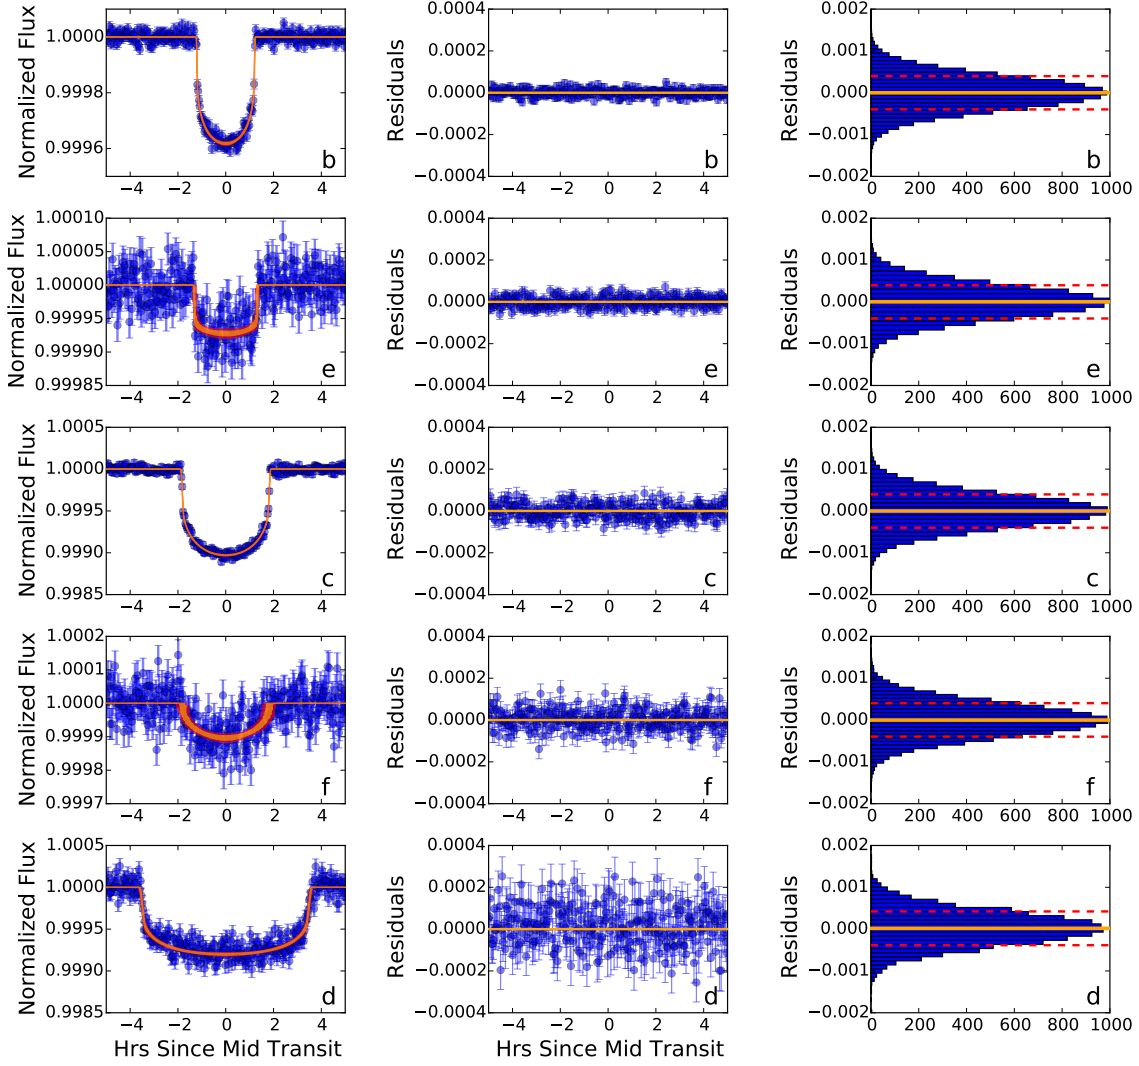 Normalized Flux
1.0000
0.9998
0.9996
−4 −2 0 2 4
b
Residuals
0.0004
0.0002
0.0000
−0.0002
−0.0004
−4 −2 0 2 4
b
Residuals
0.002
0.001
0.000
−0.001
−0.002
0 200 400 600 800 1000
b
Normalized Flux
1.00010
1.00005
1.00000
0.99995
0.99990
0.99985
−4 −2 0 2 4
e
Residuals
0.0004
0.0002
0.0000
−0.0002
−0.0004
−4 −2 0 2 4
e
Residuals
0.002
0.001
0.000
−0.001
−0.002
0 200 400 600 800 1000
e
Normalized Flux
1.0005
1.0000
0.9995
0.9990
0.9985
−4 −2 0 2 4
c
Residuals
0.0004
0.0002
0.0000
−0.0002
−0.0004
−4 −2 0 2 4
c
Residuals
0.002
0.001
0.000
−0.001
−0.002
0 200 400 600 800 1000
c
Normalized Flux
1.0002
1.0001
1.0000
0.9999
0.9998
0.9997
−4 −2 0 2 4
f
Residuals
0.0004
0.0002
0.0000
−0.0002
−0.0004
−4 −2 0 2 4
f
Residuals
0.002
0.001
0.000
−0.001
−0.002
0 200 400 600 800 1000
f
Normalized Flux
1.0005
1.0000
0.9995
0.9990
0.9985
−4 −2 0 2 4
d
Hrs Since Mid Transit
Residuals
0.0004
0.0002
0.0000
−0.0002
−0.0004
−4 −2 0 2 4
d
Hrs Since Mid Transit
Residuals
0.002
0.001
0.000
−0.001
−0.002
0 200 400 600 800 1000
d